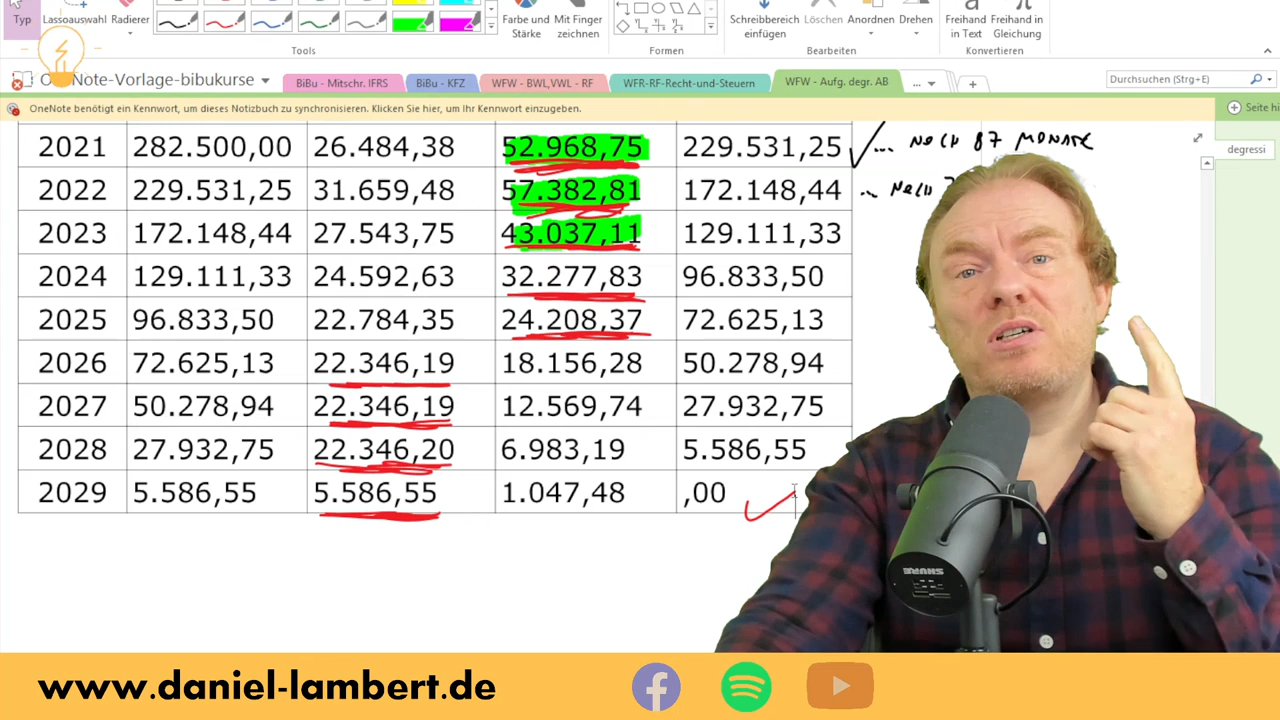 Typ Lassoauswahl Radierer Farbe und Stärke Mit Finger zeichnen Schreibbereich einfügen Löschen Anordnen Drehen Freihand in Text Freihand in Gleichung
Tools Formen Bearbeiten Konvertieren
OneNote-Vorlage-bibukurse BiBu - Mitschr. IFRS BiBu - KFZ WFW - BWL,VWL - RF WFR-RF-Recht-und-Steuern WFW - Aufg. degr. AB ... Durchsuchen (Strg+E)
OneNote benötigt ein Kennwort, um dieses Notizbuch zu synchronisieren. Klicken Sie hier, um Ihr Kennwort einzugeben. Seite hi
degressi
2021 282.500,00 26.484,38 52.968,75 229.531,25 ... NOCH 87 MONATE
2022 229.531,25 31.659,48 57.382,81 172.148,44 ... NOCH
2023 172.148,44 27.543,75 43.037,11 129.111,33
2024 129.111,33 24.592,63 32.277,83 96.833,50
2025 96.833,50 22.784,35 24.208,37 72.625,13
2026 72.625,13 22.346,19 18.156,28 50.278,94
2027 50.278,94 22.346,19 12.569,74 27.932,75
2028 27.932,75 22.346,20 6.983,19 5.586,55
2029 5.586,55 5.586,55 1.047,48 ,00
SHURE
www.daniel-lambert.de